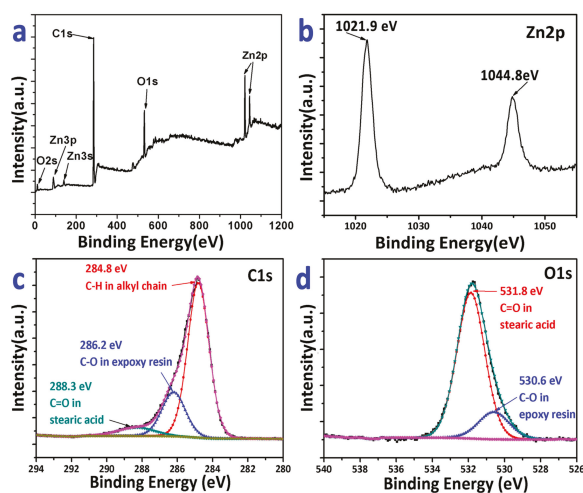 a
C1s
O1s
Zn2p
Zn3p
O2s
Zn3s
Intensity(a.u.)
0 200 400 600 800 1000 1200
Binding Energy(eV)
b
1021.9 eV
Zn2p
1044.8eV
Intensity(a.u.)
1020 1030 1040 1050
Binding Energy(eV)
c
284.8 eV
C-H in alkyl chain
C1s
286.2 eV
C-O in expoxy resin
288.3 eV
C=O in
stearic acid
Intensity(a.u.)
294 292 290 288 286 284 282 280
Binding Energy (eV)
d
O1s
531.8 eV
C=O in
stearic acid
530.6 eV
C-O in
epoxy resin
Intensity(a.u.)
540 538 536 534 532 530 528 526
Binding Energy (eV)